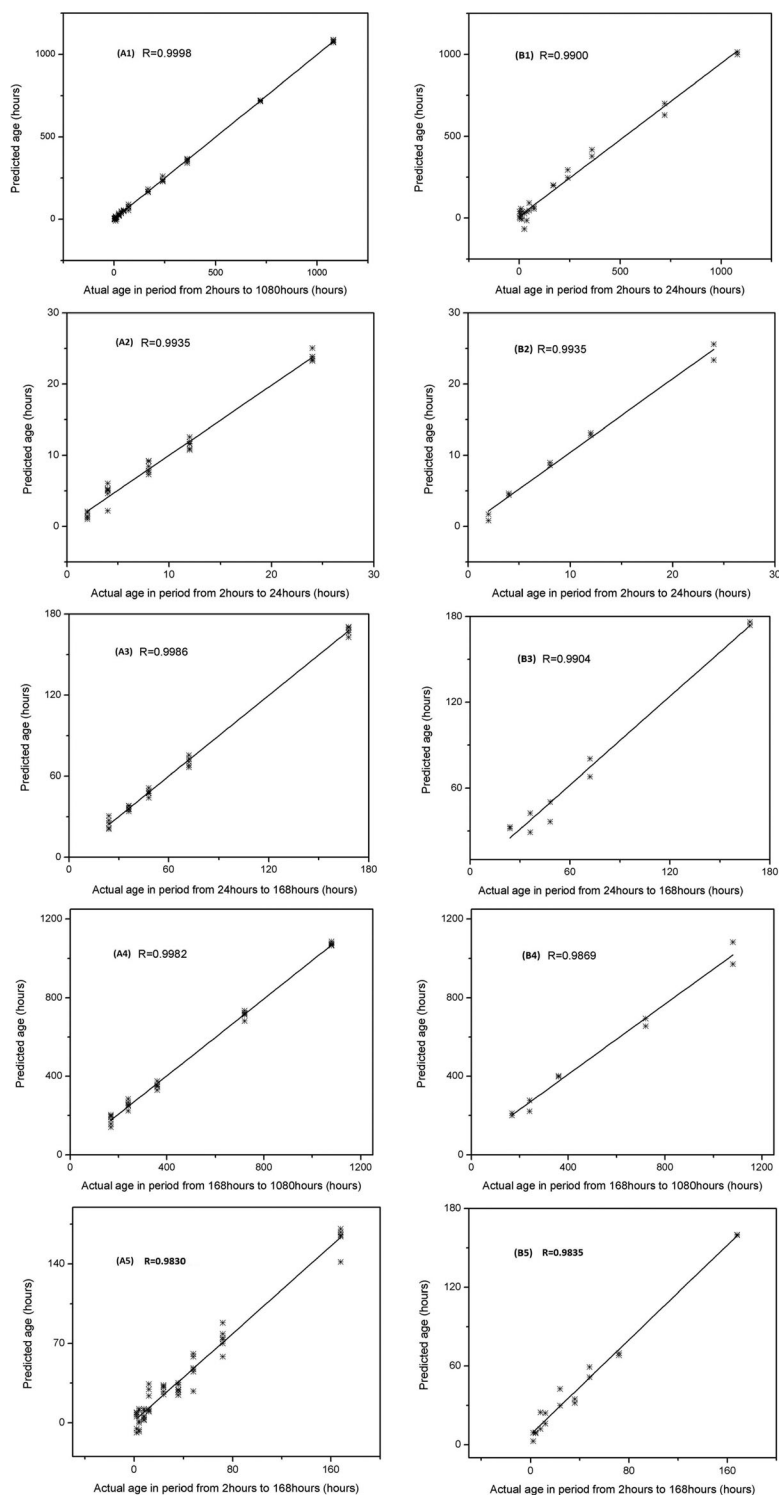 (A1) R=0.9998
Predicted age (hours)
1000
500
0
0 500 1000
Atual age in period from 2hours to 1080hours (hours)
(B1) R=0.9900
Predicted age (hours)
1000
500
0
0 500 1000
Actual age in period from 2hours to 24hours (hours)
(A2) R=0.9935
Predicted age (hours)
30
20
10
0
0 10 20 30
Actual age in period from 2hours to 24hours (hours)
(B2) R=0.9935
Predicted age (hours)
30
20
10
0
0 10 20 30
Actual age in period from 2hours to 24hours (hours)
(A3) R=0.9986
Predicted age (hours)
180
120
60
0
0 60 120 180
Actual age in period from 24hours to 168hours (hours)
(B3) R=0.9904
Predicted age (hours)
180
120
60
0 60 120 180
Actual age in period from 24hours to 168hours (hours)
(A4) R=0.9982
Predicted age (hours)
1200
800
400
0
0 400 800 1200
Actual age in period from 168hours to 1080hours (hours)
(B4) R=0.9869
Predicted age (hours)
1200
800
400
0
0 400 800 1200
Actual age in period from 168hours to 1080hours (hours)
(A5) R=0.9830
Predicted age (hours)
140
70
0
0 80 160
Actual age in period from 2hours to 168hours (hours)
(B5) R=0.9835
Predicted age (hours)
180
120
60
0
0 80 160
Actual age in period from 2hours to 168hours (hours)